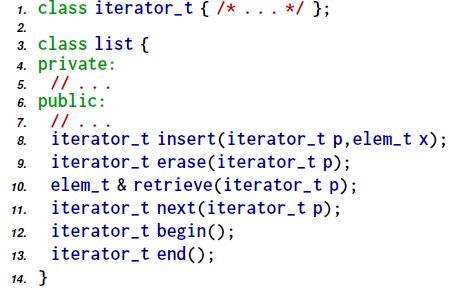 1. class iterator_t { /* ... */ };
2.
3. class list {
4. private:
5.   // ...
6. public:
7.   // ...
8.   iterator_t insert(iterator_t p,elem_t x);
9.   iterator_t erase(iterator_t p);
10.   elem_t & retrieve(iterator_t p);
11.   iterator_t next(iterator_t p);
12.   iterator_t begin();
13.   iterator_t end();
14. }